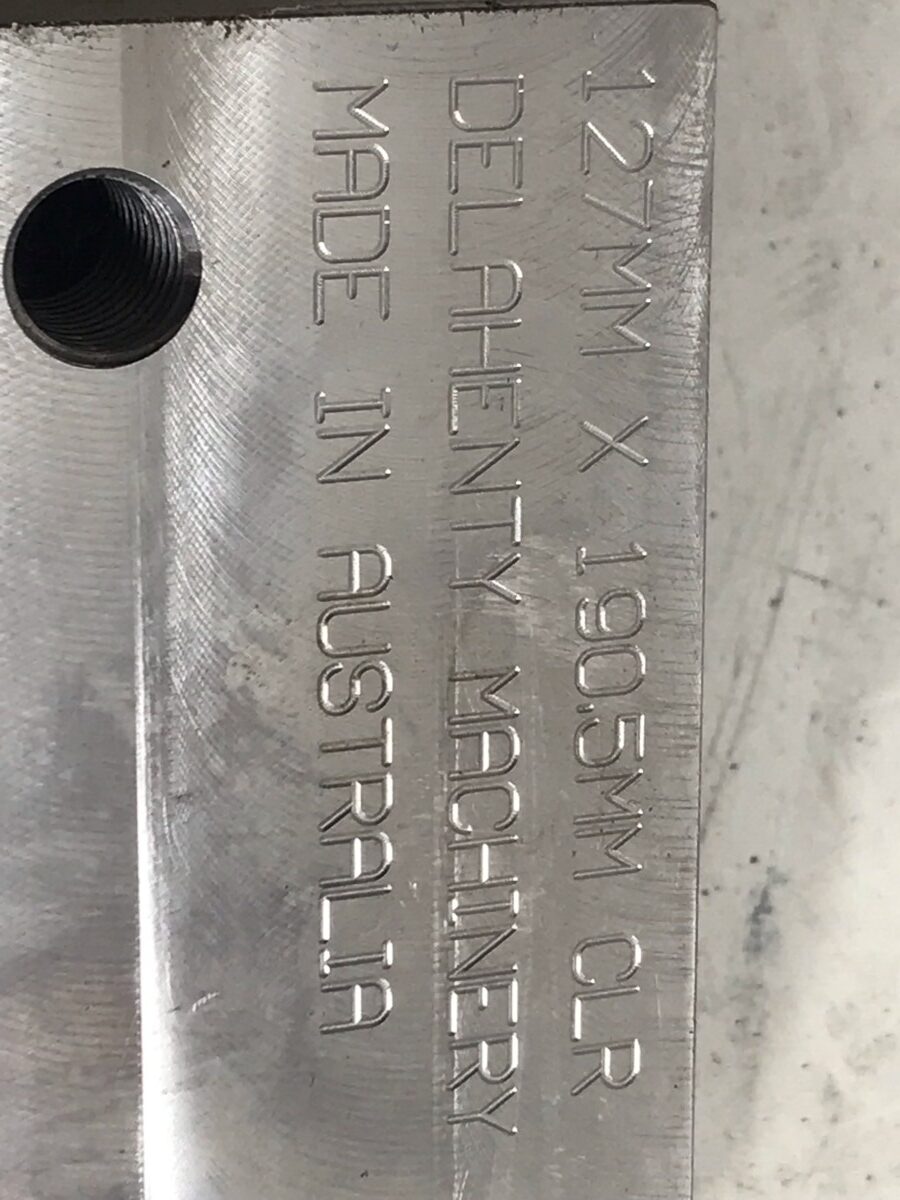 127MM X 190.5MM CLR
DELAHENTY MACHINERY
MADE IN AUSTRALIA